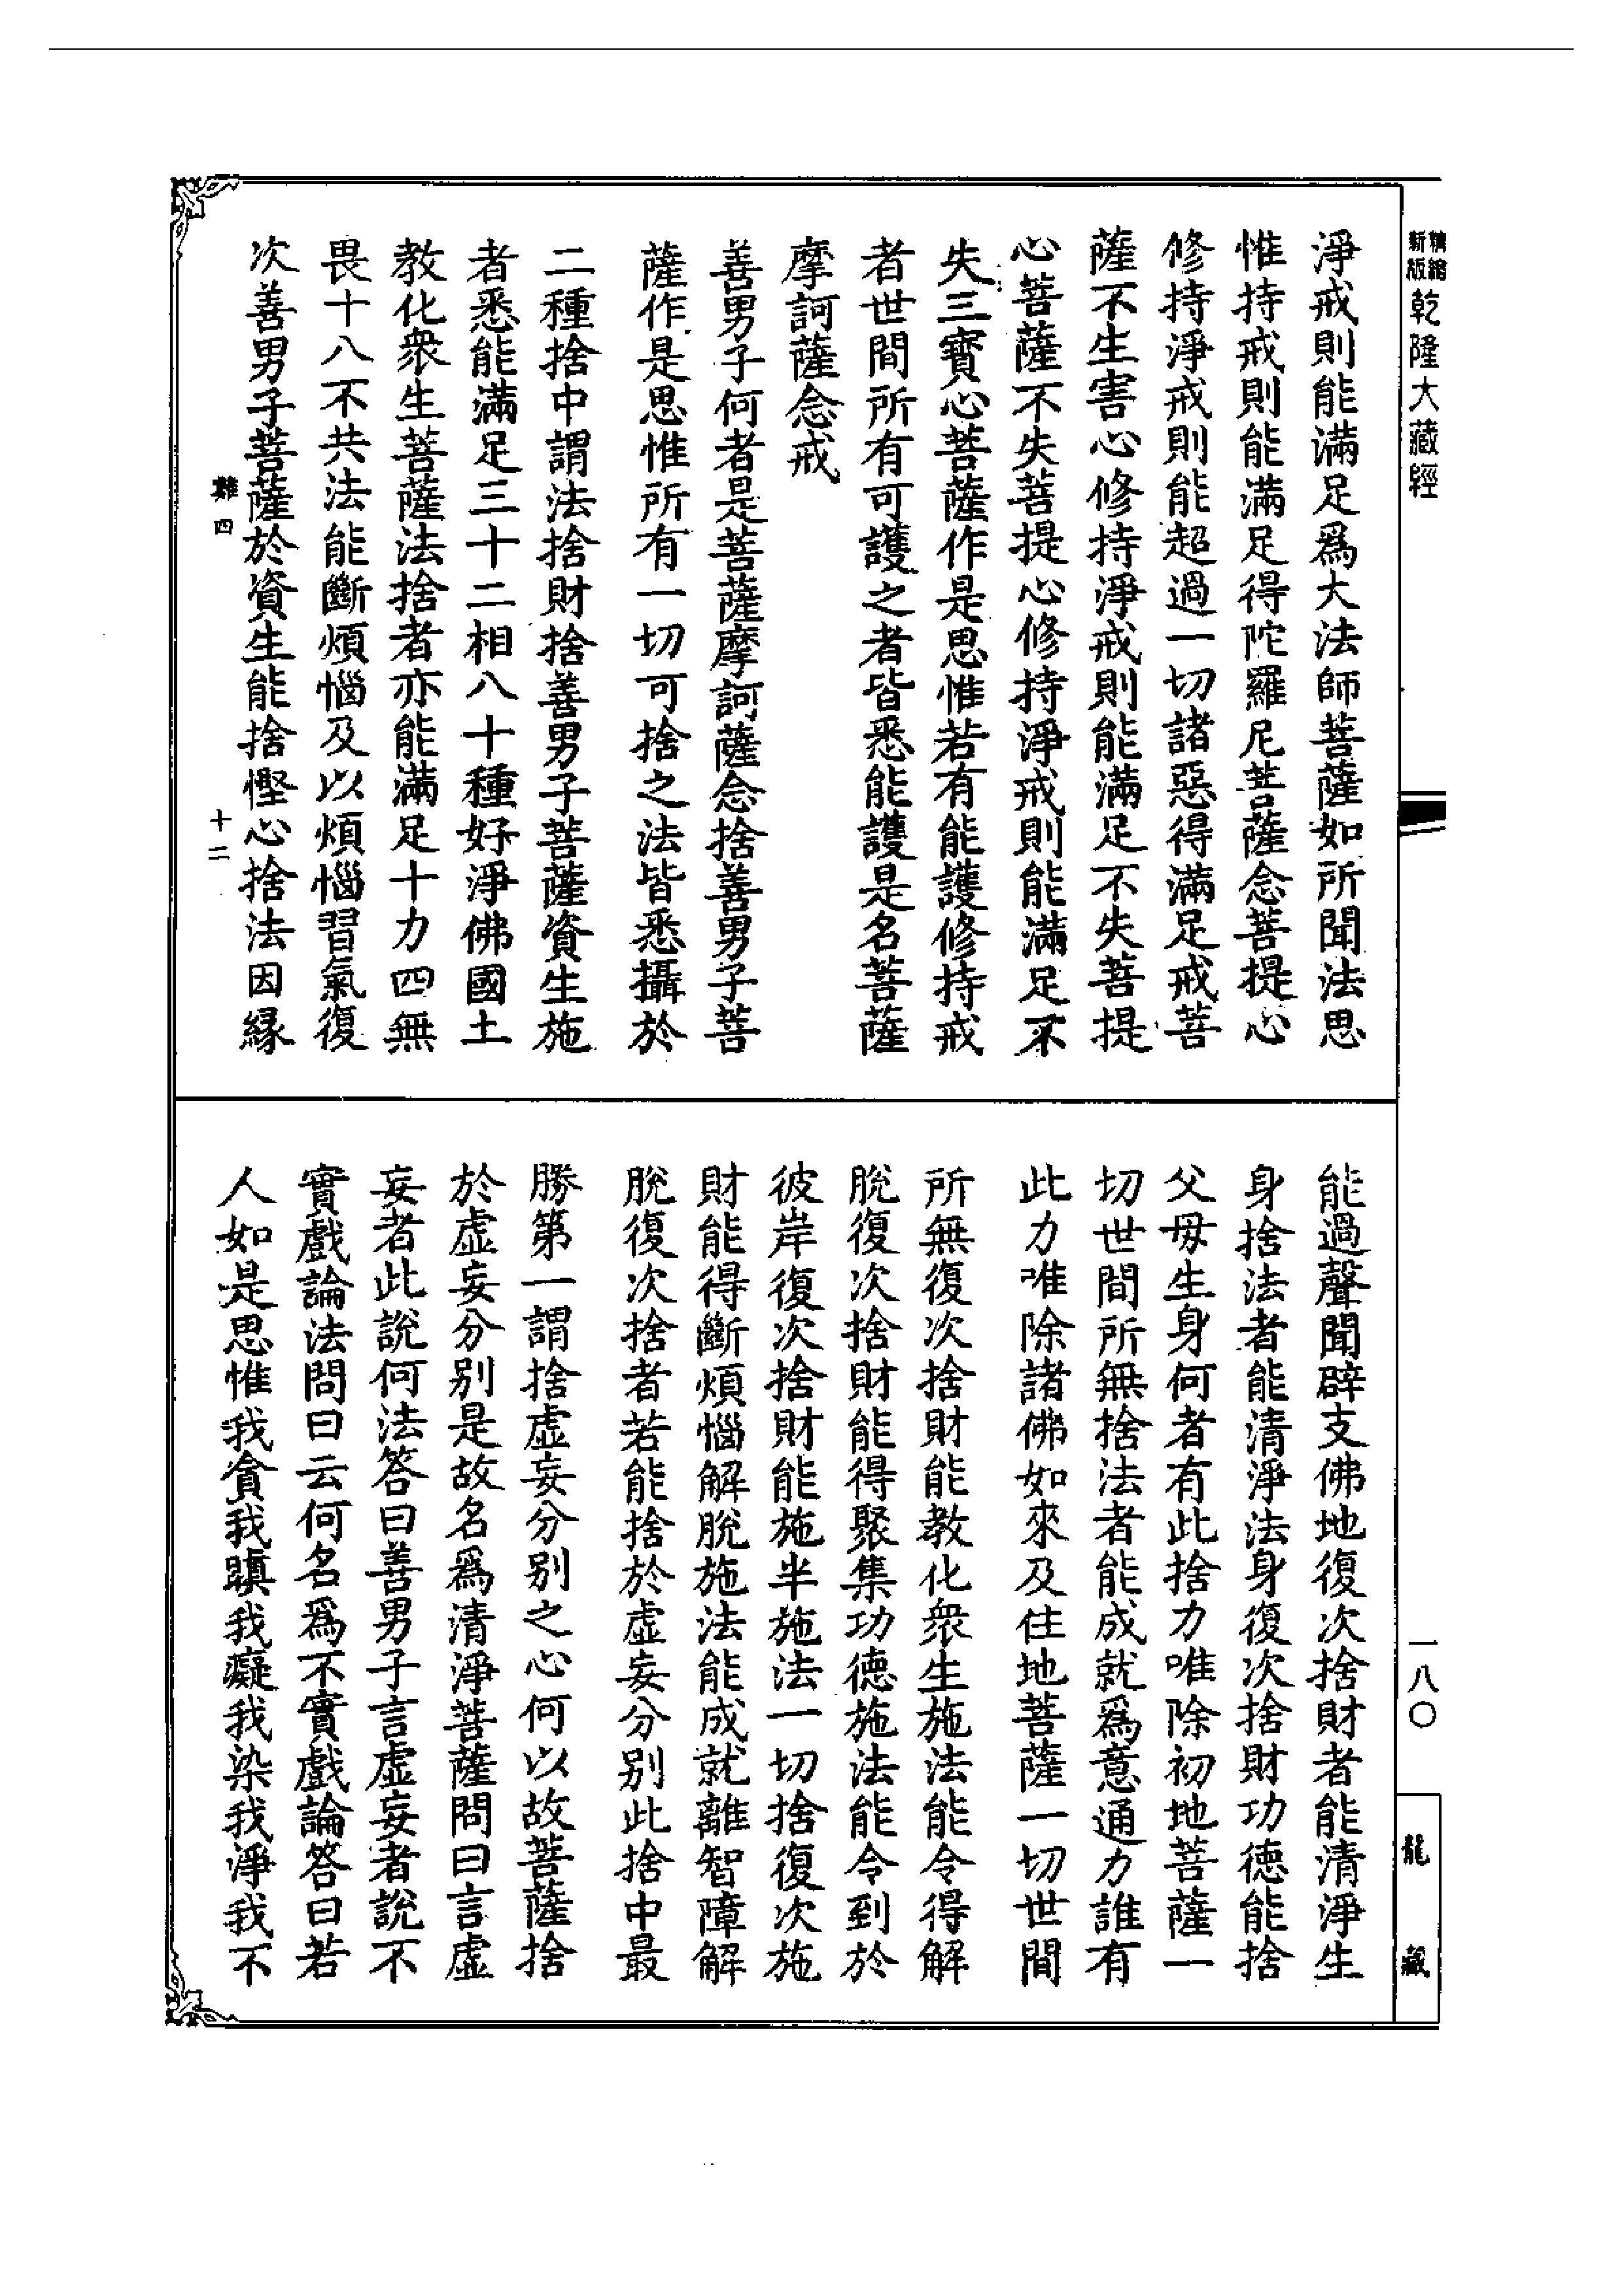 新版精縮乾隆大藏經
淨戒則能滿足爲大法師菩薩如所聞法思
惟持戒則能滿足得陀羅尼菩薩念菩提心
修持淨戒則能超過一切諸惡得滿足戒菩
薩不生害心修持淨戒則能滿足不失菩提
心菩薩不失菩提心修持淨戒則能滿足不
失三寶心菩薩作是思惟若有能護修持戒
者世間所有可護之者皆悉能護是名菩薩
摩訶薩念戒
善男子何者是菩薩摩訶薩念捨善男子菩
薩作是思惟所有一切可捨之法皆悉攝於
二種捨中謂法捨財捨善男子菩薩資生施
者悉能滿足三十二相八十種好淨佛國土
教化衆生菩薩法捨者亦能滿足十力四無
畏十八不共法能斷煩惱及以煩惱習氣復
次善男子菩薩於資生能捨慳心捨法因緣
難四
十二
能過聲聞辟支佛地復次捨財者能清淨生
身捨法者能清淨法身復次捨財功德能捨
父母生身何者有此捨力唯除初地菩薩一
切世間所無捨法者能成就爲意通力誰有
此力唯除諸佛如來及住地菩薩一切世間
所無復次捨財能教化衆生施法能令得解
脫復次捨財能得聚集功德施法能令到於
彼岸復次捨財能施半施法一切捨復次施
財能得斷煩惱解脫施法能成就離智障解
脫復次捨者若能捨於虛妄分別此捨中最
勝第一謂捨虛妄分別之心何以故菩薩捨
於虛妄分別是故名爲清淨菩薩問曰言虛
妄者此說何法答曰善男子言虛妄者說不
實戲論法問曰云何名爲不實戲論答曰若
人如是思惟我貪我瞋我癡我染我淨我不
一八〇
龍藏